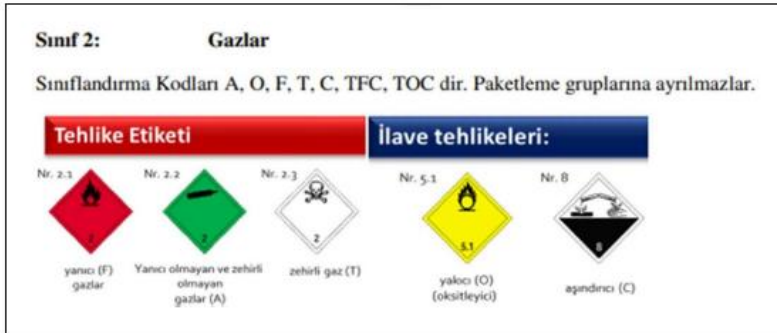 Sınıf 2: Gazlar
Sınıflandırma Kodları A, O, F, T, C, TFC, TOC dir. Paketleme gruplarına ayrılmazlar.
Tehlike Etiketi
İlave tehlikeleri:
Nr. 2.1
Nr. 2.2
Nr. 2.3
Nr. 5.1
Nr. 8
2
2
2
5.1
8
yanıcı (F)
gazlar
Yanıcı olmayan ve zehirli
olmayan
gazlar (A)
zehirli gaz (T)
yakıcı (O)
(oksitleyici)
aşındırıcı (C)